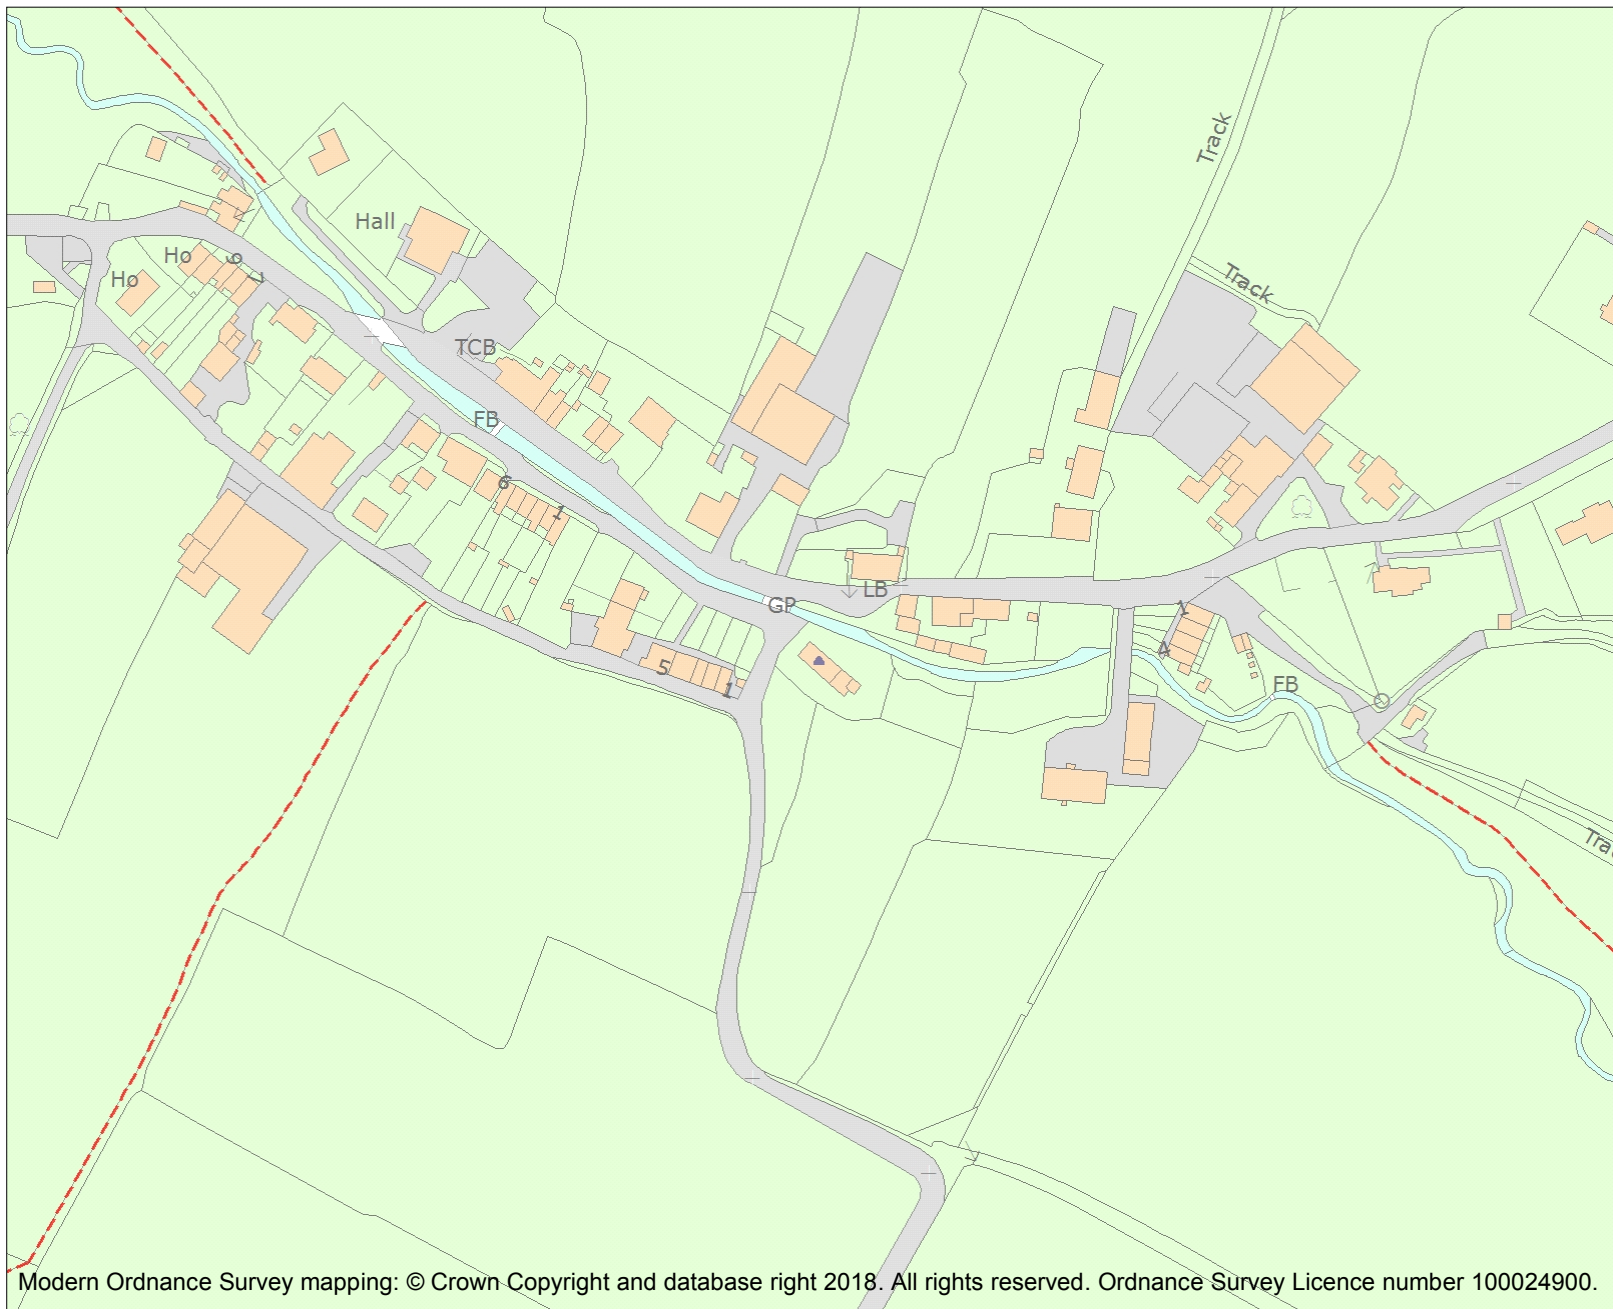 Track
Hall
Ho
Ho
9
7
Track
TCB
FB
6
1
LB
GP
1
4
5
1
FB
Tra
Modern Ordnance Survey mapping: © Crown Copyright and database right 2018. All rights reserved. Ordnance Survey Licence number 100024900.